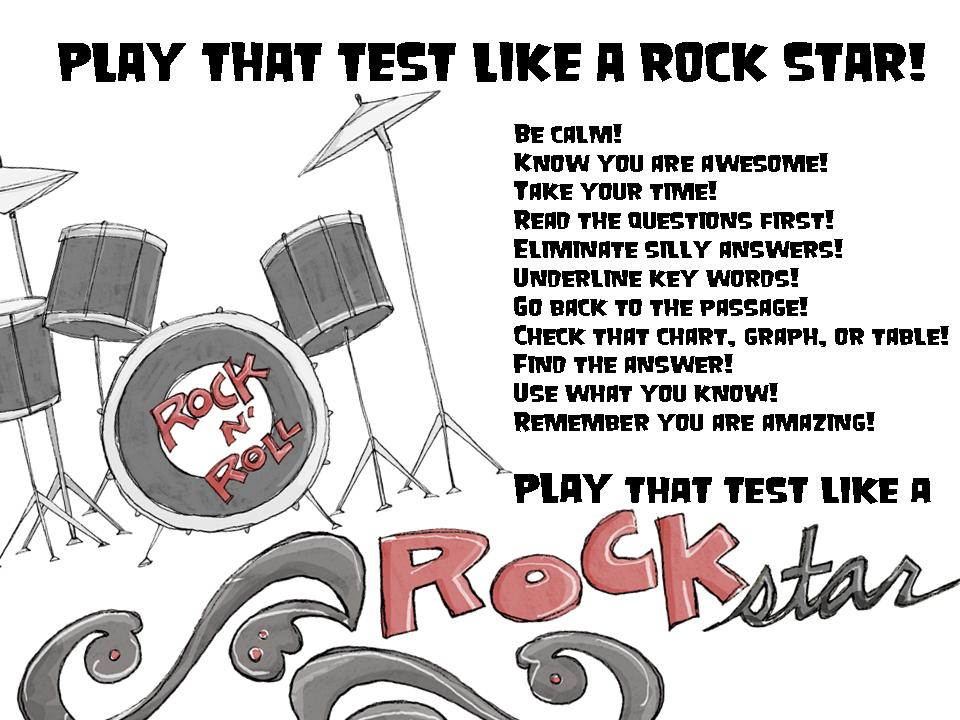 PLAY THAT TEST LIKE A ROCK STAR!
BE CALM!
KNOW YOU ARE AWESOME!
TAKE YOUR TIME!
READ THE QUESTIONS FIRST!
ELIMINATE SILLY ANSWERS!
UNDERLINE KEY WORDS!
GO BACK TO THE PASSAGE!
CHECK THAT CHART, GRAPH, OR TABLE!
FIND THE ANSWER!
USE WHAT YOU KNOW!
REMEMBER YOU ARE AMAZING!
ROCK
N'
ROLL
PLAY THAT TEST LIKE A
Rock star